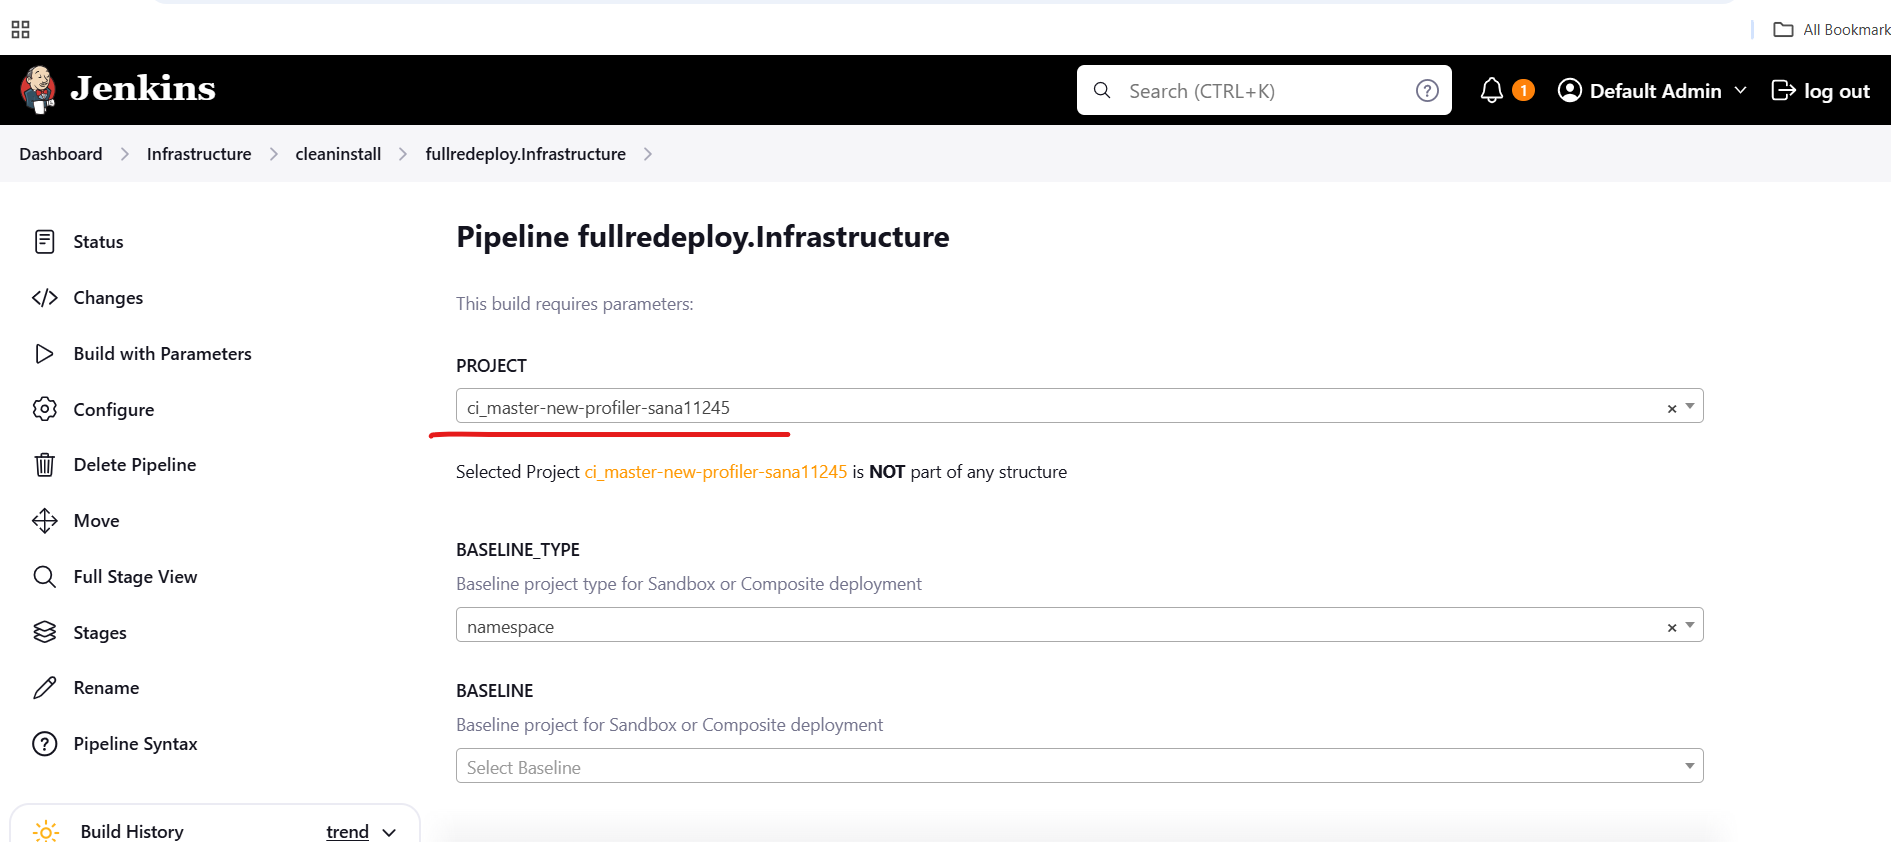 All Bookmark
Jenkins
Search (CTRL+K)
?
1
Default Admin
log out
Dashboard
Infrastructure
cleaninstall
fullredeploy.Infrastructure
Status
Changes
Build with Parameters
Configure
Delete Pipeline
Move
Full Stage View
Stages
Rename
Pipeline Syntax
Build History
trend
Pipeline fullredeploy.Infrastructure
This build requires parameters:
PROJECT
ci_master-new-profiler-sana11245
Selected Project ci_master-new-profiler-sana11245 is NOT part of any structure
BASELINE_TYPE
Baseline project type for Sandbox or Composite deployment
namespace
BASELINE
Baseline project for Sandbox or Composite deployment
Select Baseline